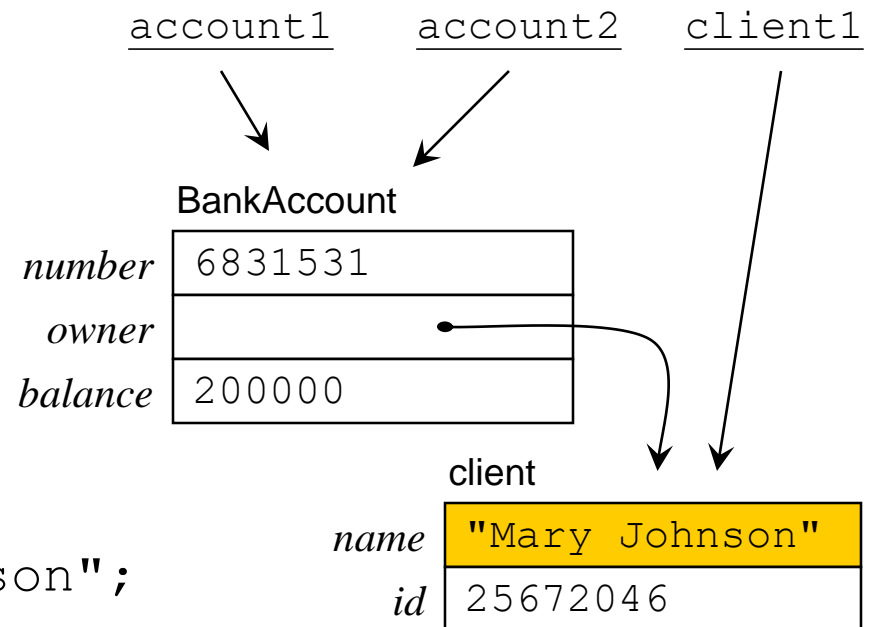 account1 account2 client1
BankAccount
number 6831531
owner
balance 200000
client
name "Mary Johnson"
son";
id 25672046